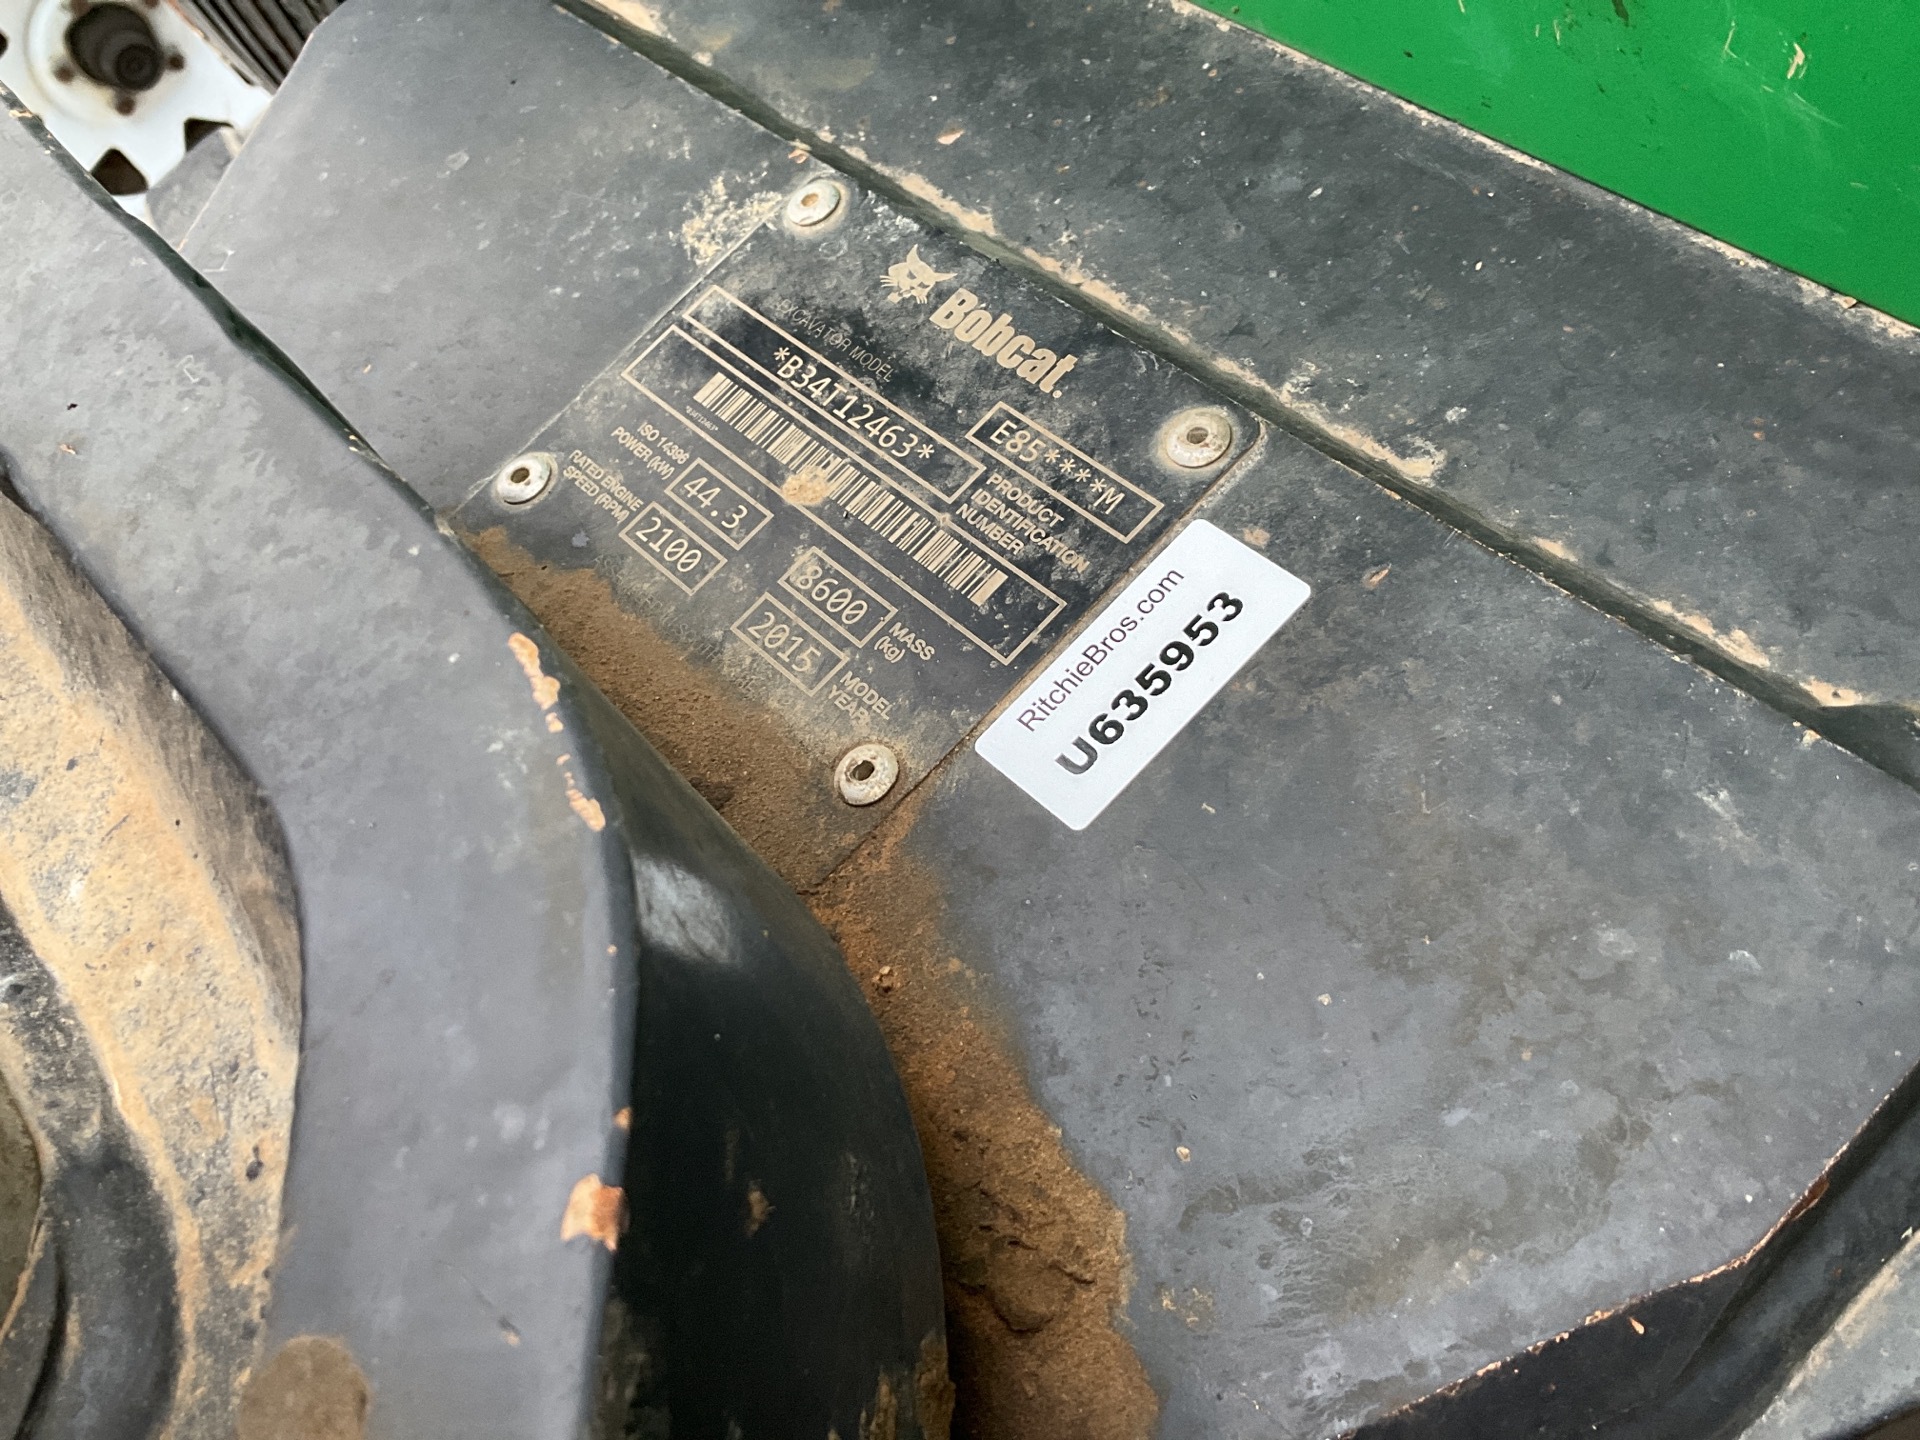 Bobcat.
EXCAVATOR MODEL
E85****M
*B34T12463*
PRODUCT
IDENTIFICATION
NUMBER
ISO 14396
POWER (kW)
44.3
8600
MASS
(kg)
RATED ENGINE
SPEED (RPM)
2100
2015
MODEL
YEAR
RitchieBros.com
U635953